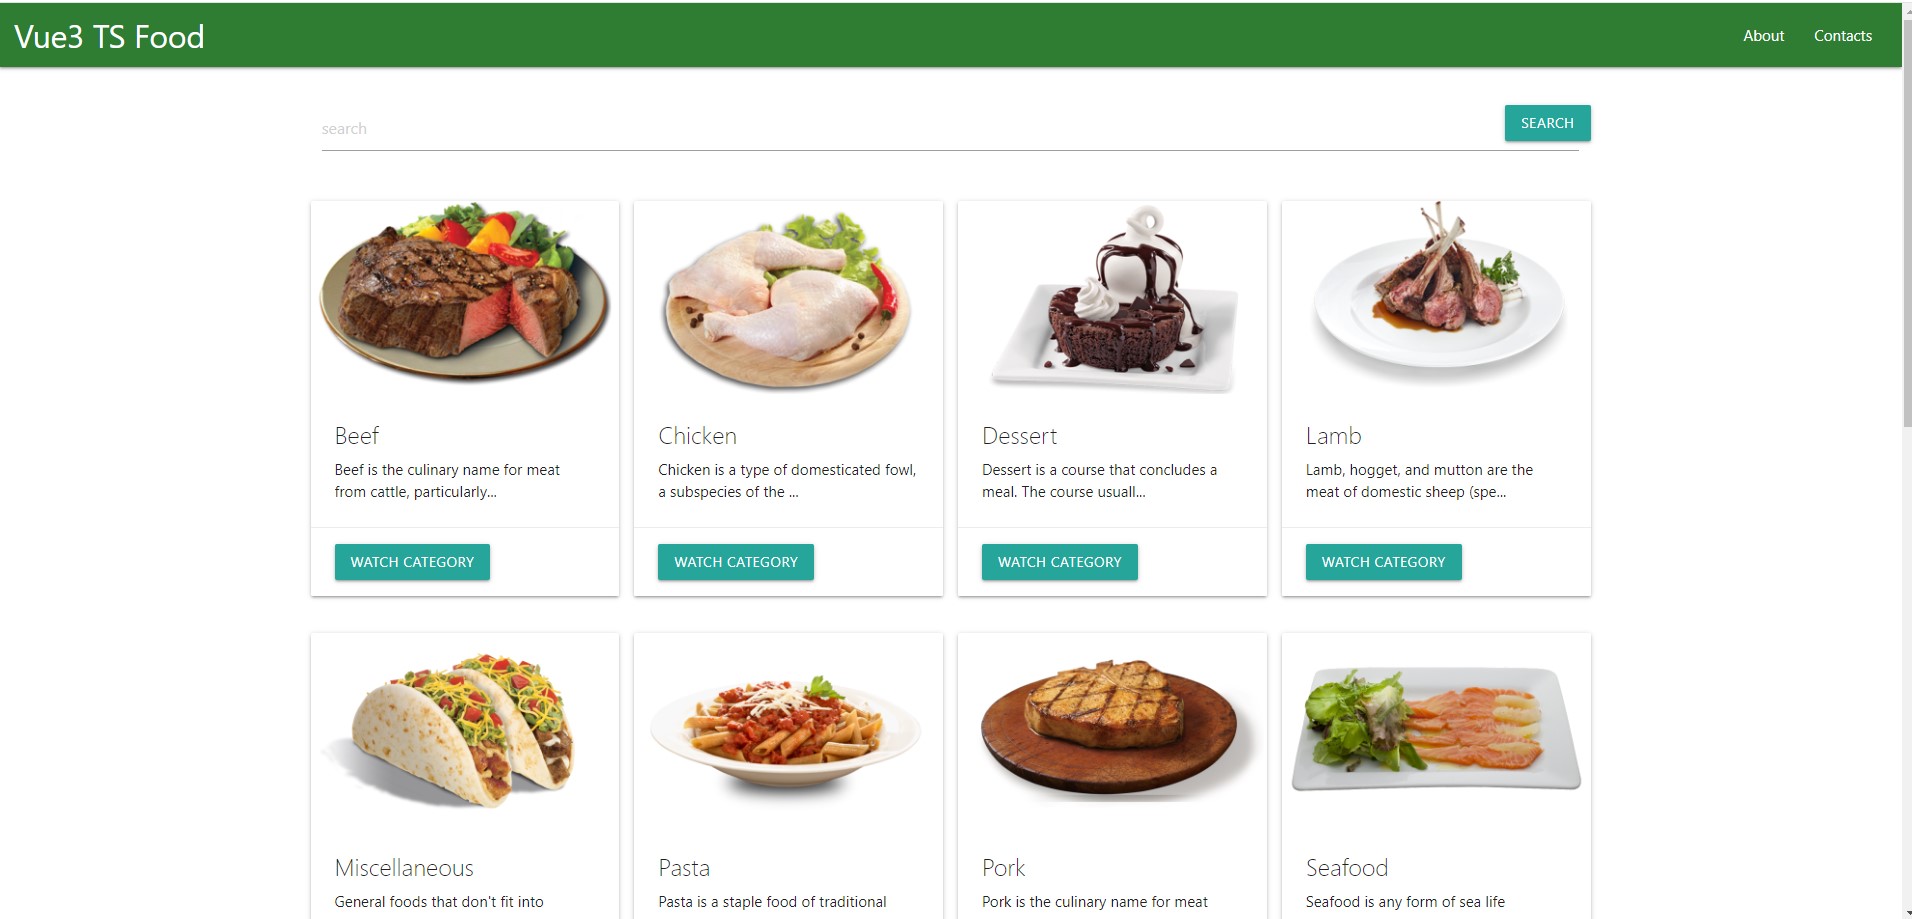 Vue3 TS Food
About
Contacts
search
SEARCH
Beef
Beef is the culinary name for meat
from cattle, particularly...
WATCH CATEGORY
Chicken
Chicken is a type of domesticated fowl,
a subspecies of the ...
WATCH CATEGORY
Dessert
Dessert is a course that concludes a
meal. The course usuall...
WATCH CATEGORY
Lamb
Lamb, hogget, and mutton are the
meat of domestic sheep (spe...
WATCH CATEGORY
Miscellaneous
General foods that don't fit into
Pasta
Pasta is a staple food of traditional
Pork
Pork is the culinary name for meat
Seafood
Seafood is any form of sea life